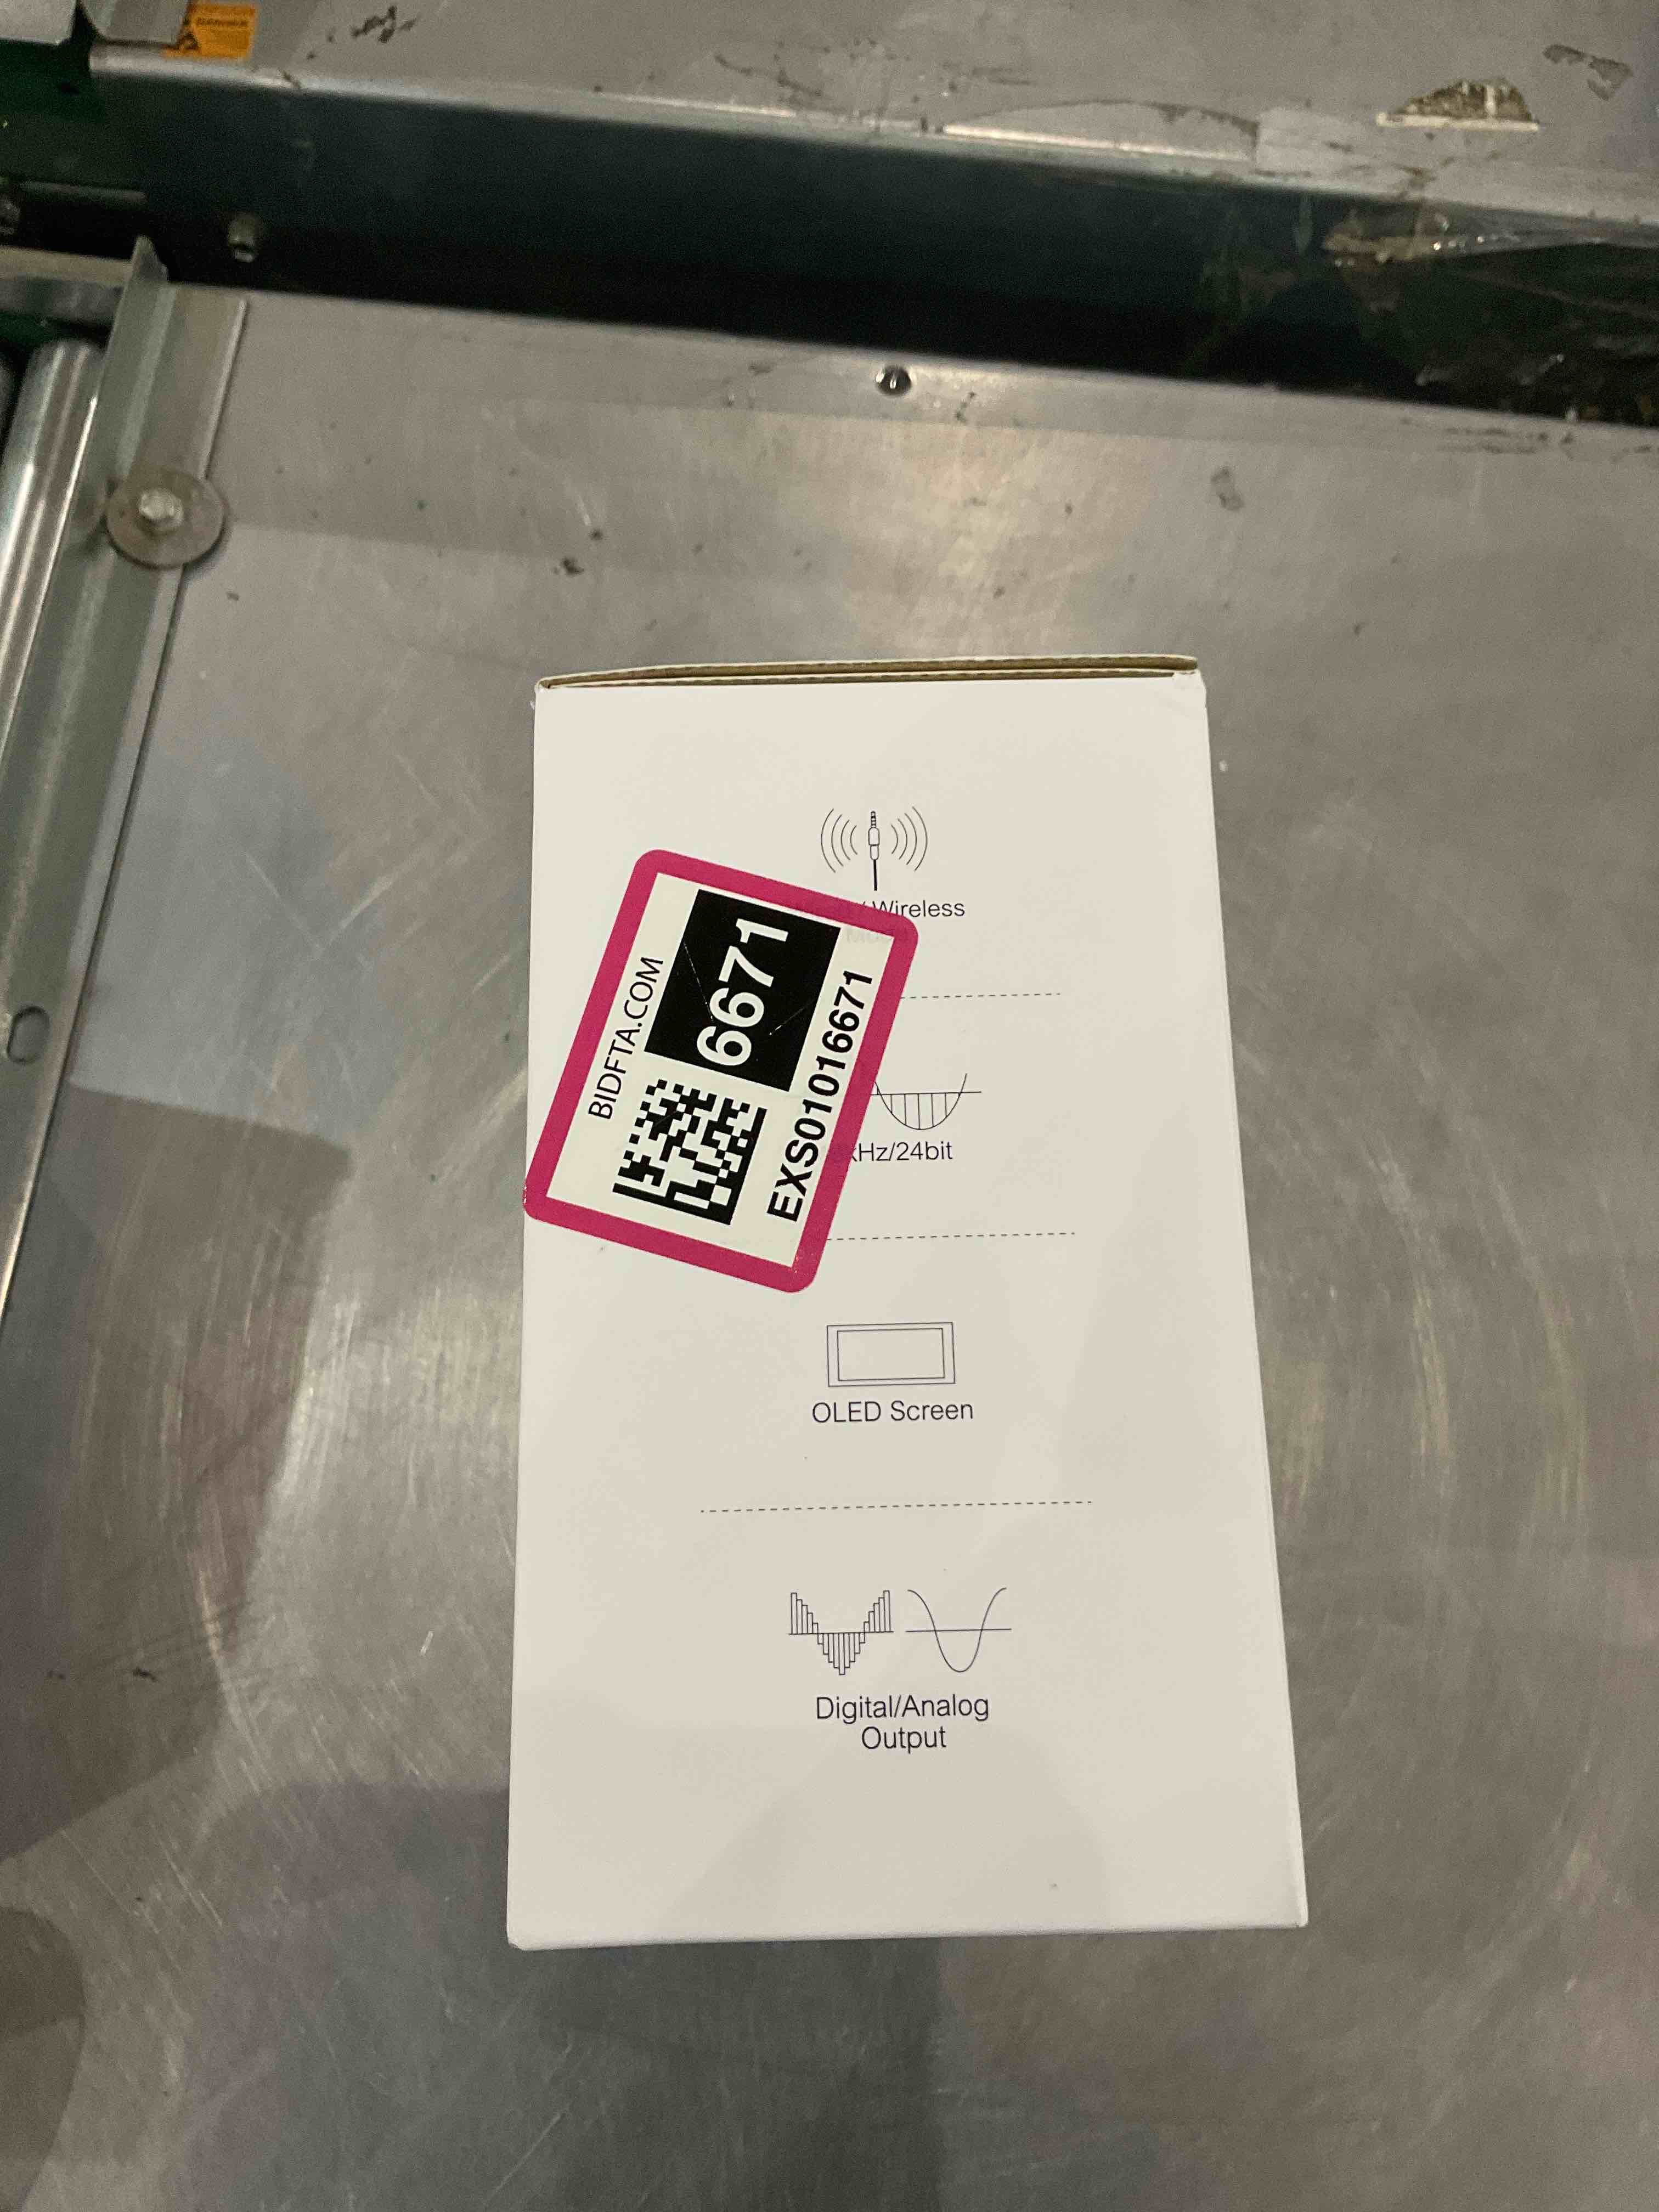 Wireless
BIDFTA.COM
6671
EXS01016671
kHz/24bit
OLED Screen
Digital/Analog
Output